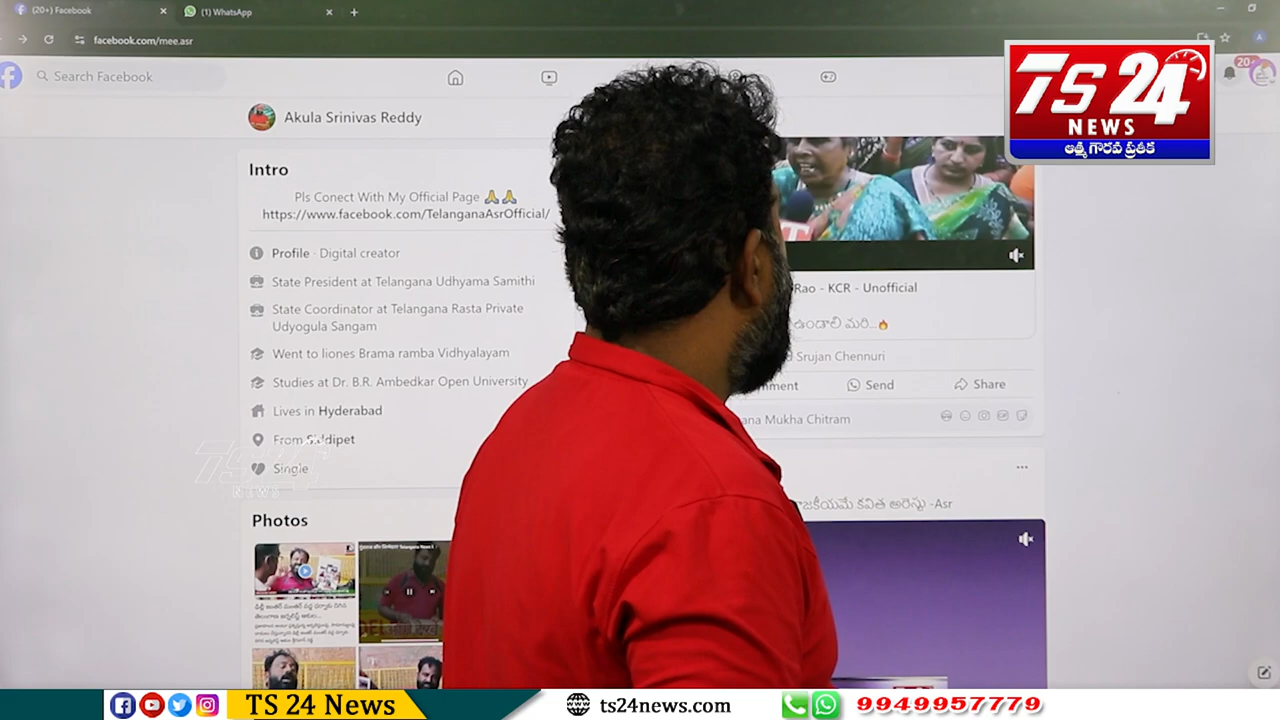 (20+) Facebook
(1) WhatsApp
facebook.com/mee.asr
Search Facebook
20+
TS 24
NEWS
ఆత్మ గౌరవ ప్రతీక
Akula Srinivas Reddy
Intro
Pls Conect With My Official Page 🙏🙏
https://www.facebook.com/TelanganaAsrOfficial/
Profile · Digital creator
State President at Telangana Udhyama Samithi
State Coordinator at Telangana Rasta Private
Udyogula Sangam
Went to liones Brama ramba Vidhyalayam
Studies at Dr. B.R. Ambedkar Open University
Lives in Hyderabad
From Siddipet
Single
Photos
Rao - KCR - Unofficial
ఉండాలి మరి...🔥
Srujan Chennuri
Send
Share
Mukha Chitram
కవిత అరెస్టు -Asr
TS 24
NEWS
TS 24 News
ts24news.com
9949957779